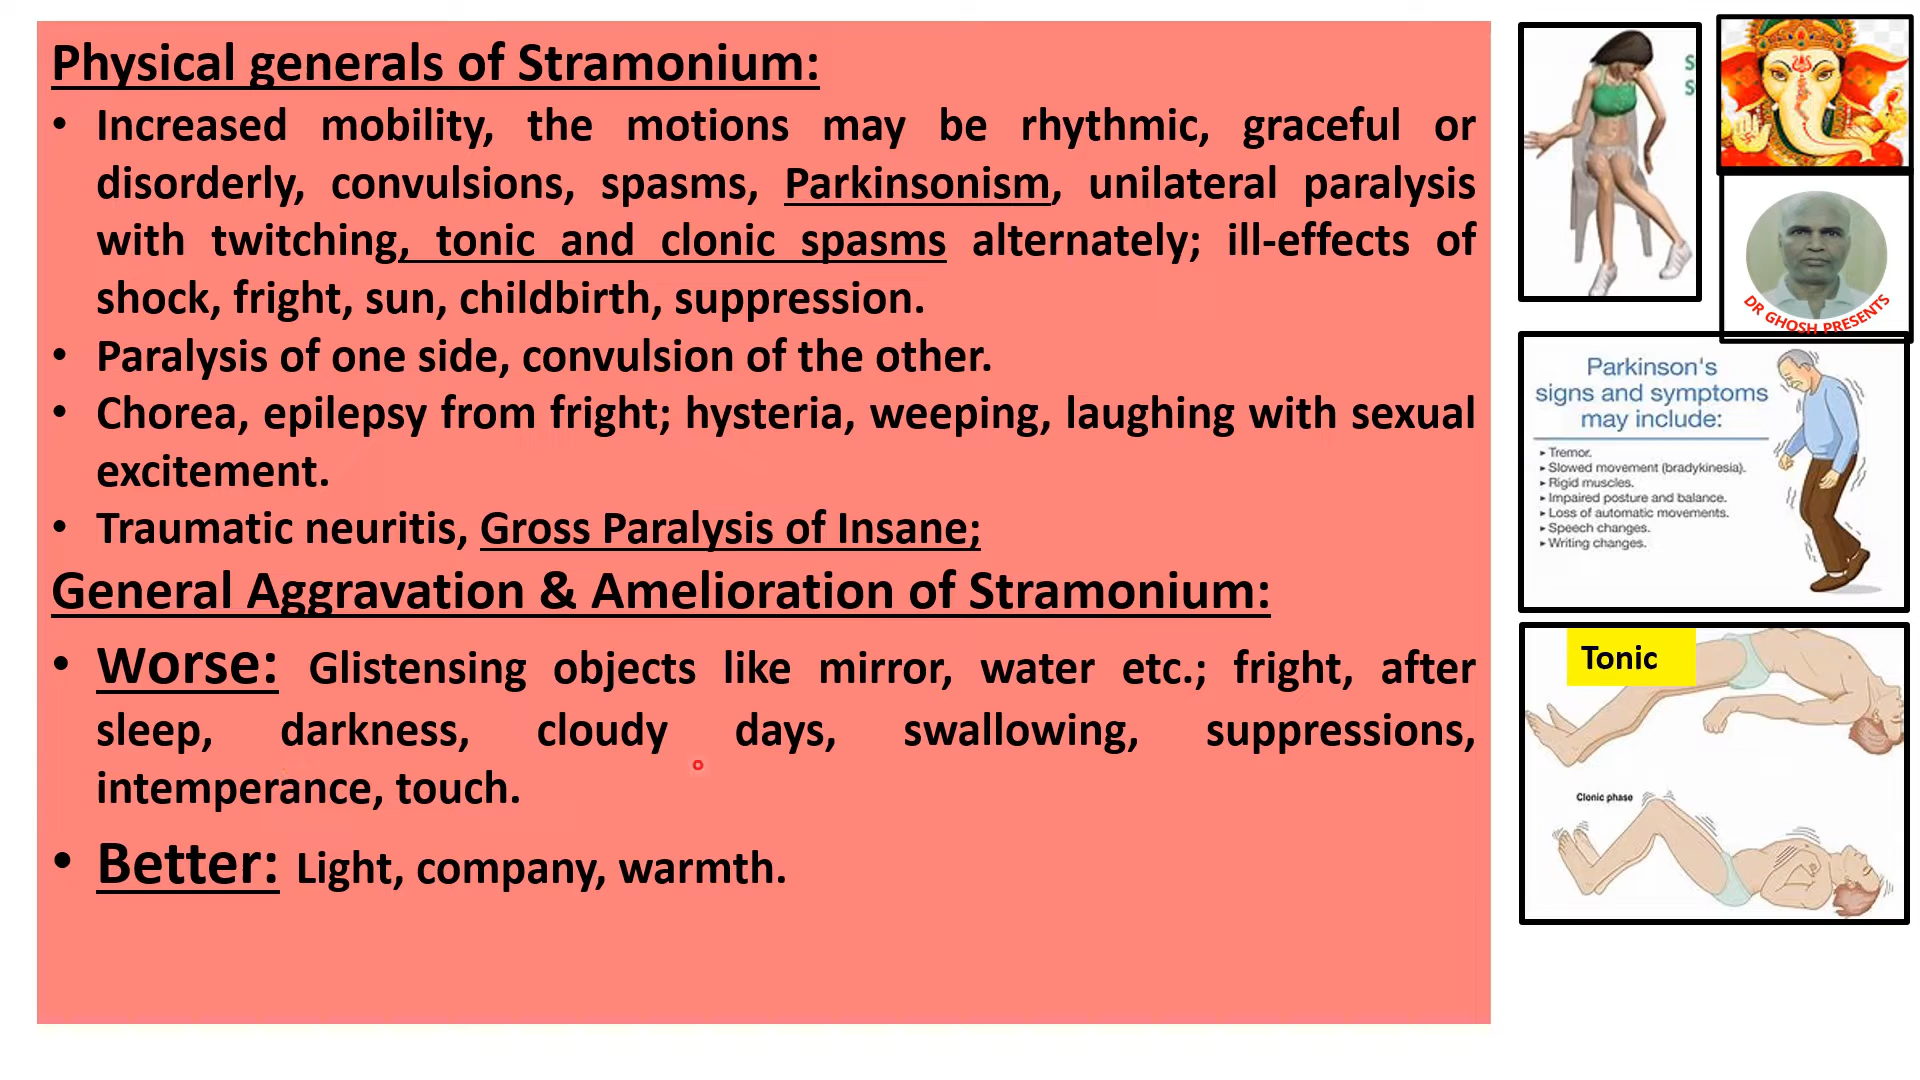 Physical generals of Stramonium:
• Increased mobility, the motions may be rhythmic, graceful or
disorderly, convulsions, spasms, Parkinsonism, unilateral paralysis
with twitching, tonic and clonic spasms alternately; ill-effects of
shock, fright, sun, childbirth, suppression.
• Paralysis of one side, convulsion of the other.
• Chorea, epilepsy from fright; hysteria, weeping, laughing with sexual
excitement.
• Traumatic neuritis, Gross Paralysis of Insane;
General Aggravation & Amelioration of Stramonium:
• Worse: Glistensing objects like mirror, water etc.; fright, after
sleep, darkness, cloudy days, swallowing, suppressions,
intemperance, touch.
• Better: Light, company, warmth.
S
S
DR GHOSH PRESENTS
Parkinson's
signs and symptoms
may include:
▸ Tremor.
▸ Slowed movement (bradykinesia).
▸ Rigid muscles.
▸ Impaired posture and balance.
▸ Loss of automatic movements.
▸ Speech changes.
▸ Writing changes.
Tonic
Clonic phase